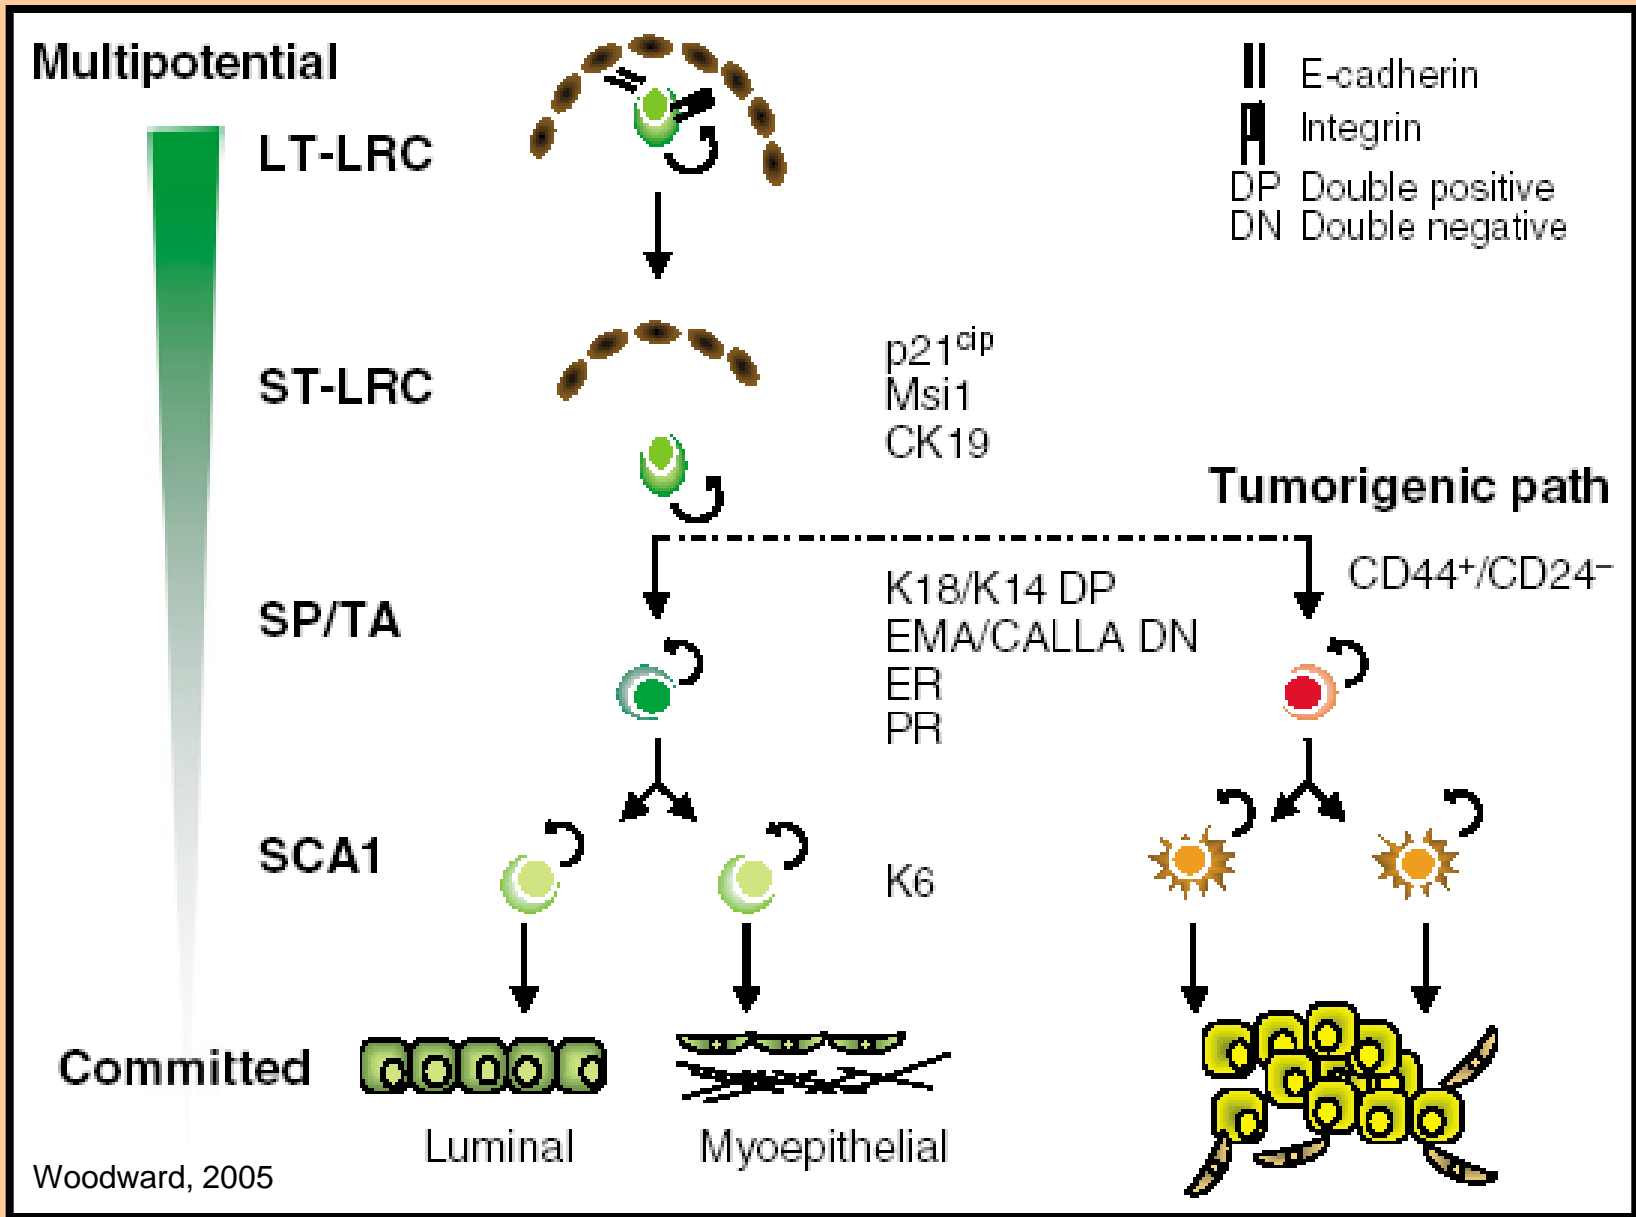 Multipotential
E-cadherin
Integrin
DP Double positive
DN Double negative
LT-LRC
ST-LRC
p21ᶜⁱᵖ
Msi1
CK19
Tumorigenic path
CD44⁺/CD24⁻
SP/TA
K18/K14 DP
EMA/CALLA DN
ER
PR
SCA1
K6
Committed
Luminal
Myoepithelial
Woodward, 2005